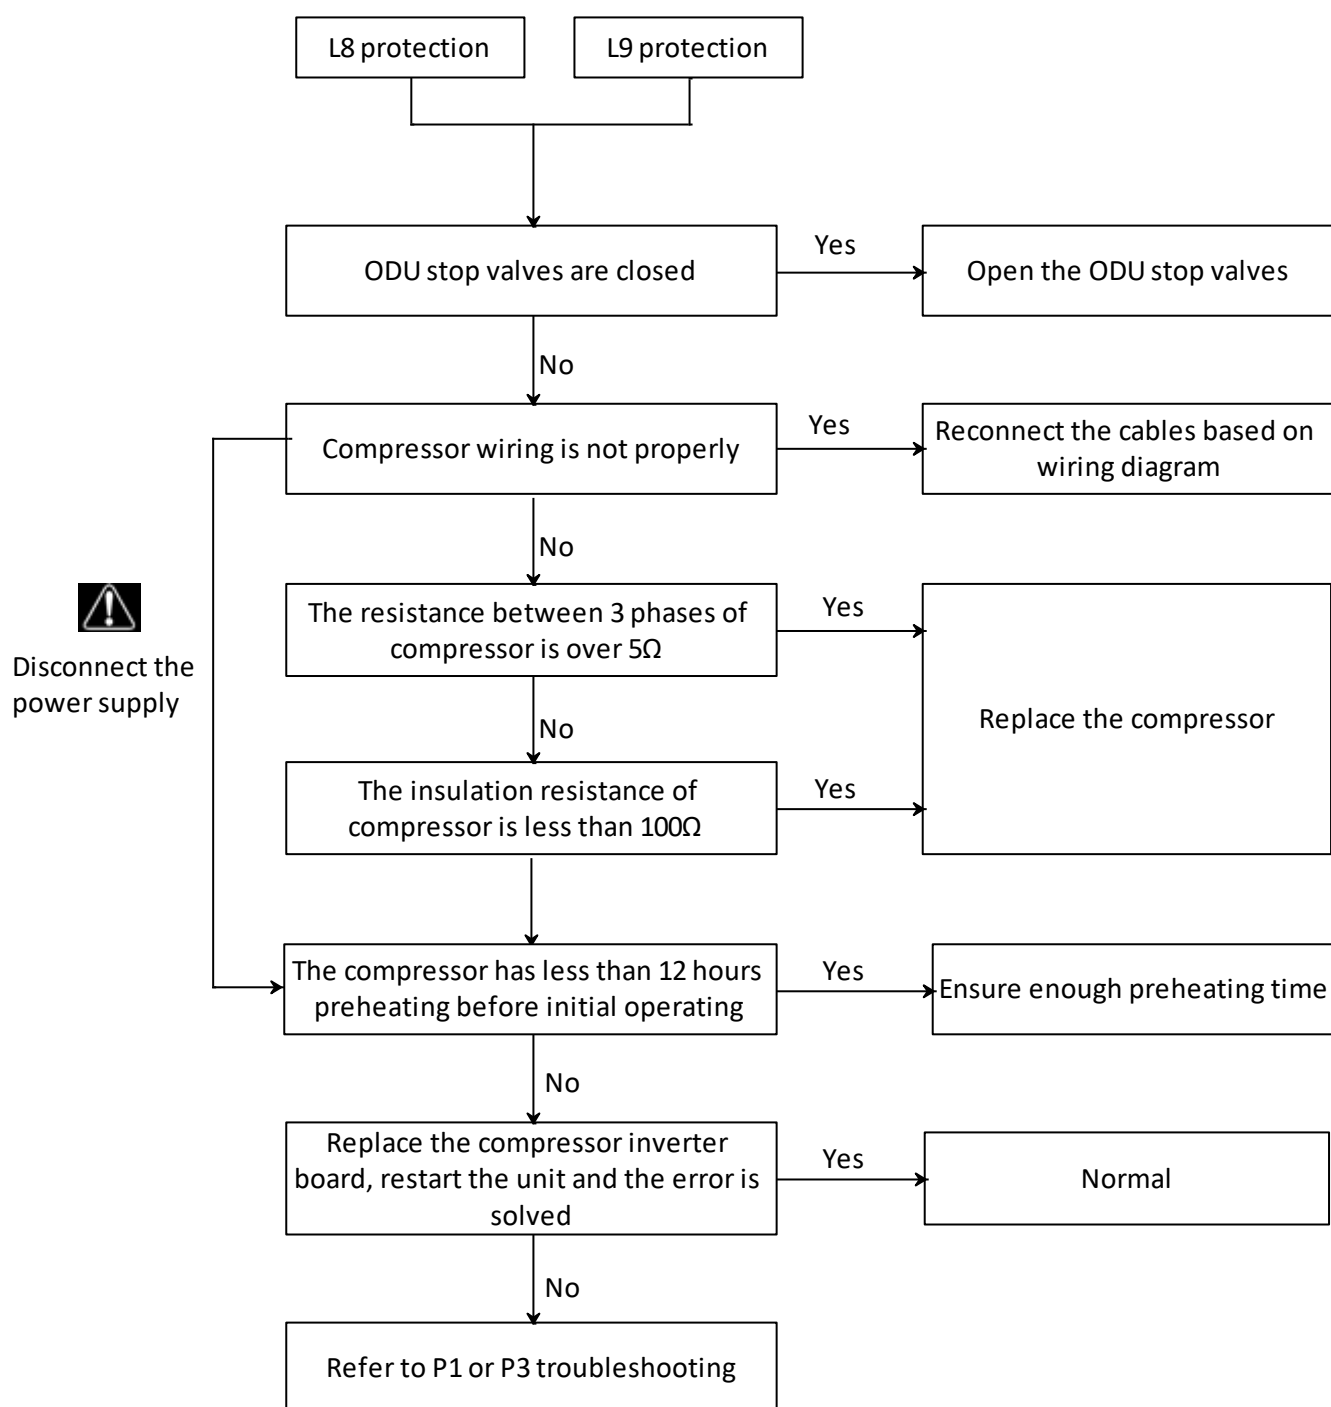 L8 protection
L9 protection
ODU stop valves are closed
Yes
Open the ODU stop valves
No
Compressor wiring is not properly
Yes
Reconnect the cables based on
wiring diagram
No
Disconnect the
power supply
The resistance between 3 phases of
compressor is over 5Ω
Yes
Replace the compressor
No
The insulation resistance of
compressor is less than 100Ω
Yes
The compressor has less than 12 hours
preheating before initial operating
Yes
Ensure enough preheating time
No
Replace the compressor inverter
board, restart the unit and the error is
solved
Yes
Normal
No
Refer to P1 or P3 troubleshooting